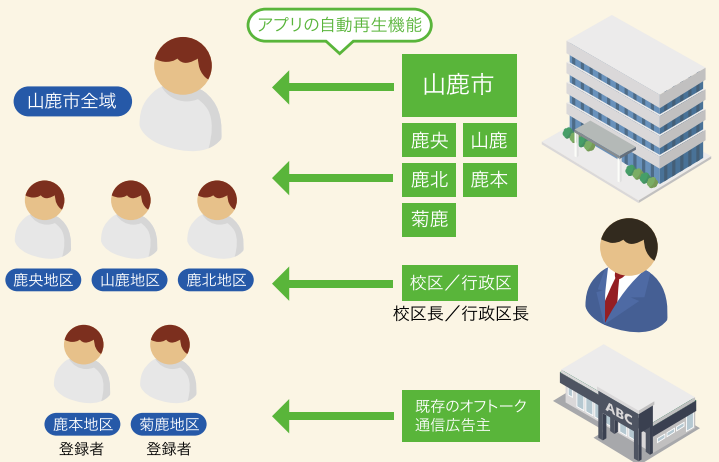 アプリの自動再生機能
山鹿市全域
山鹿市
鹿央
山鹿
鹿北
鹿本
菊鹿
鹿央地区
山鹿地区
鹿北地区
校区／行政区
校区長／行政区長
鹿本地区
登録者
菊鹿地区
登録者
既存のオフトーク
通信広告主
ABC